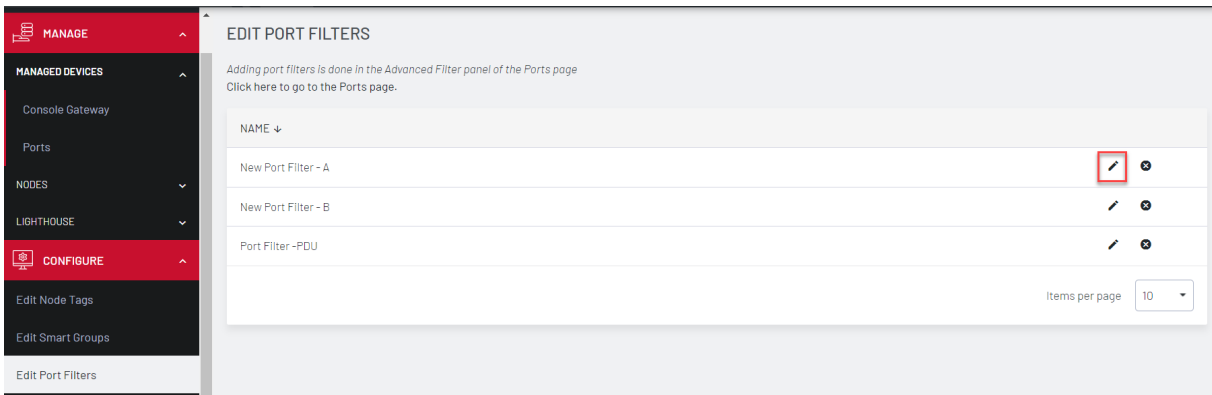 MANAGE
MANAGED DEVICES
Console Gateway
Ports
NODES
LIGHTHOUSE
CONFIGURE
Edit Node Tags
Edit Smart Groups
Edit Port Filters
EDIT PORT FILTERS
Adding port filters is done in the Advanced Filter panel of the Ports page
Click here to go to the Ports page.
NAME ↓
New Port Filter - A
New Port Filter - B
Port Filter -PDU
Items per page 10